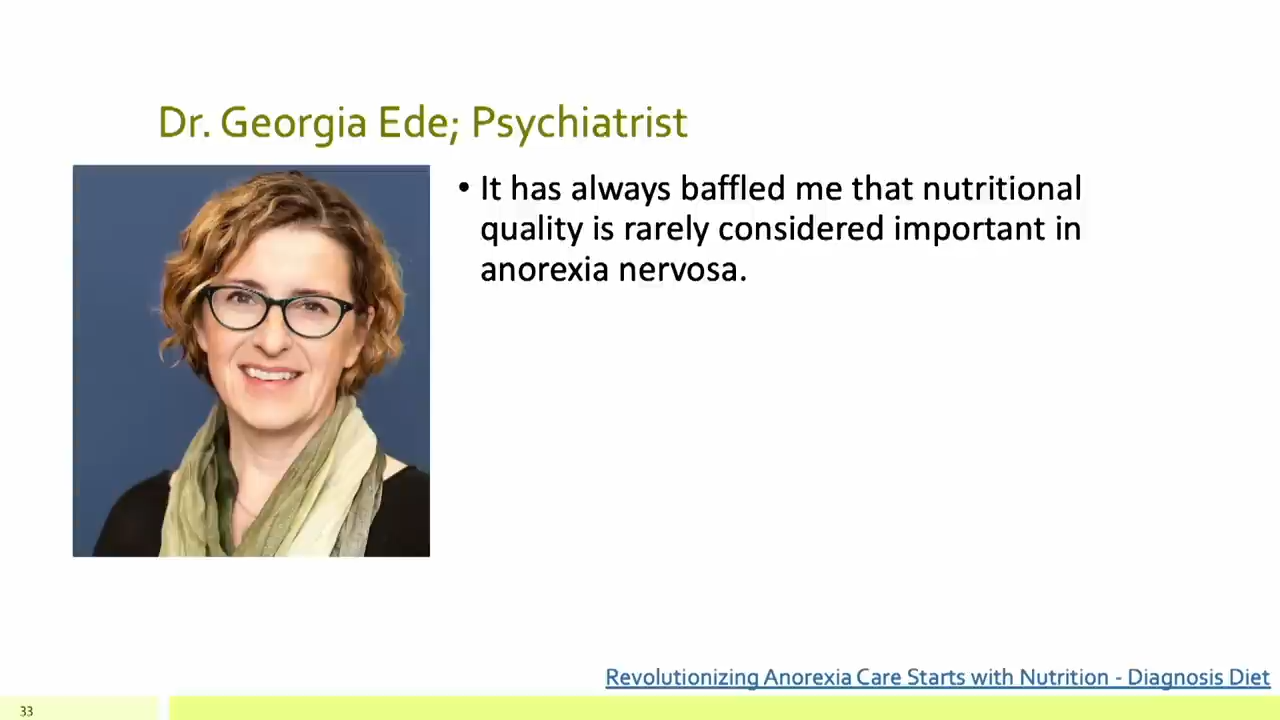 Dr. Georgia Ede; Psychiatrist
• It has always baffled me that nutritional
quality is rarely considered important in
anorexia nervosa.
Revolutionizing Anorexia Care Starts with Nutrition - Diagnosis Diet
33